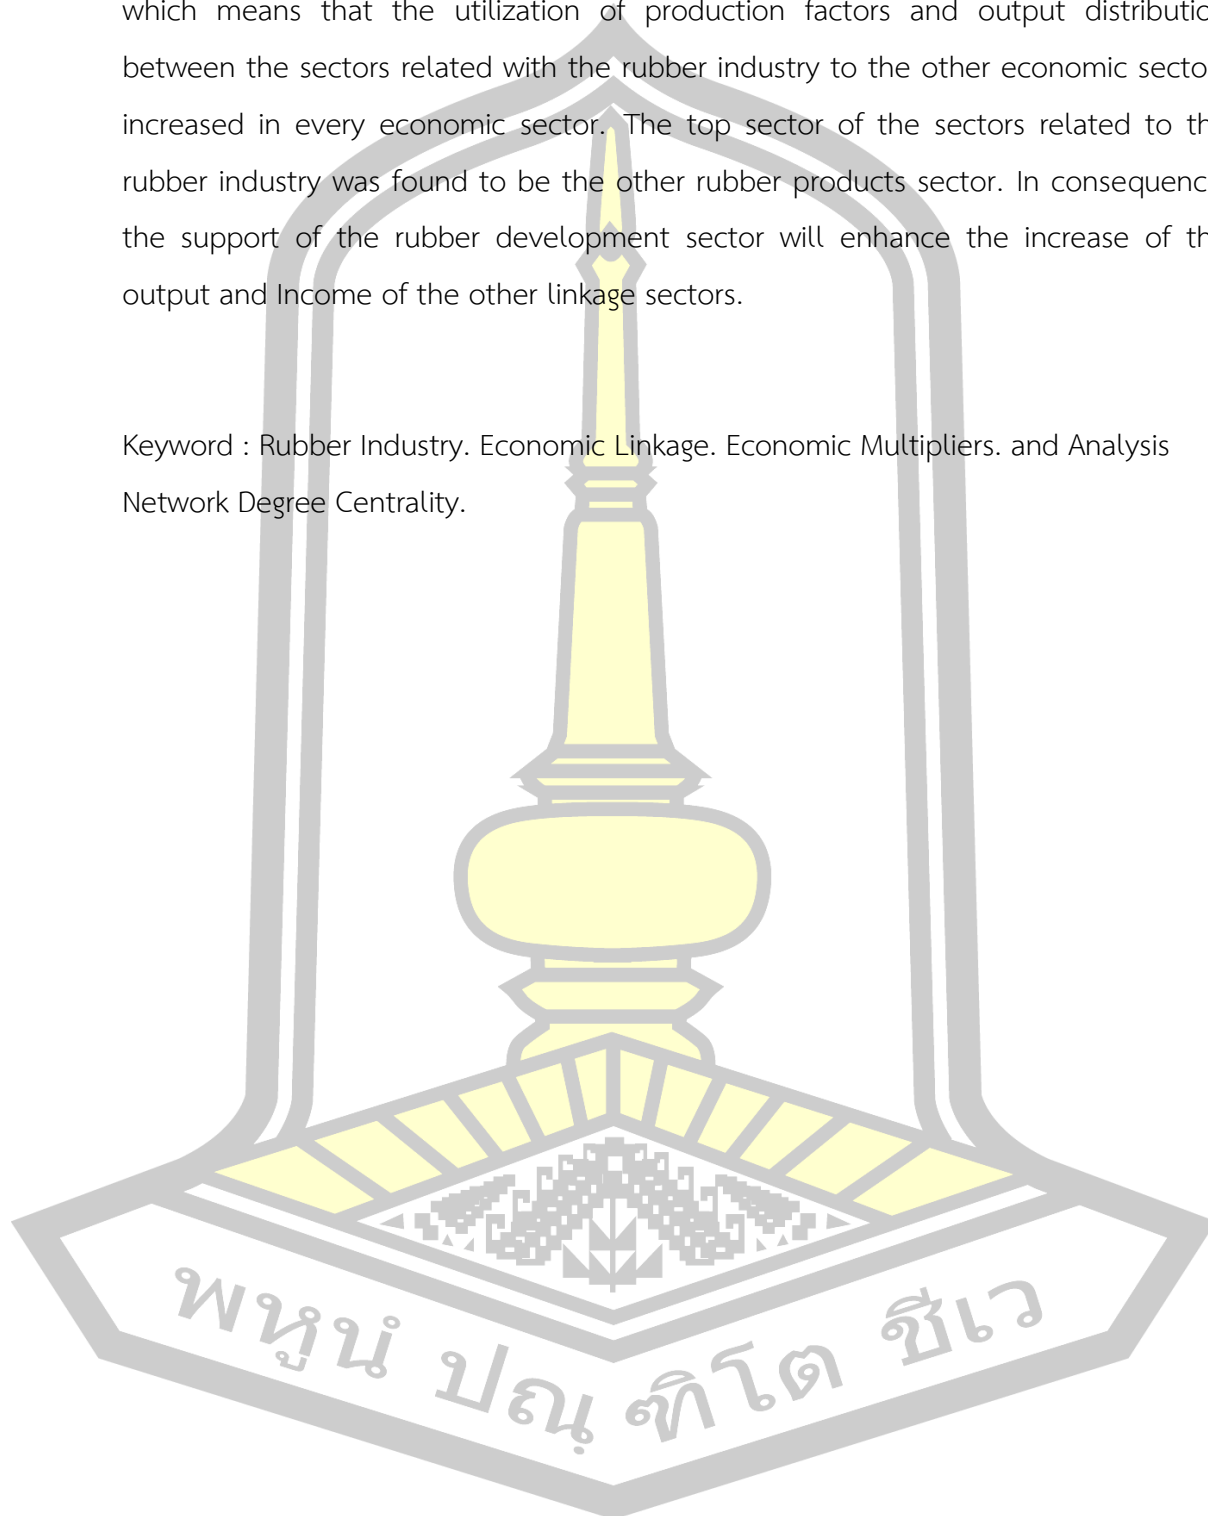 which means that the utilization of production factors and output distributio
between the sectors related with the rubber industry to the other economic secto
increased in every economic sector. The top sector of the sectors related to th
rubber industry was found to be the other rubber products sector. In consequenc
the support of the rubber development sector will enhance the increase of th
output and Income of the other linkage sectors.
Keyword : Rubber Industry. Economic Linkage. Economic Multipliers. and Analysis
Network Degree Centrality.
พหูนํ ปณฺฑิโต ชีเว